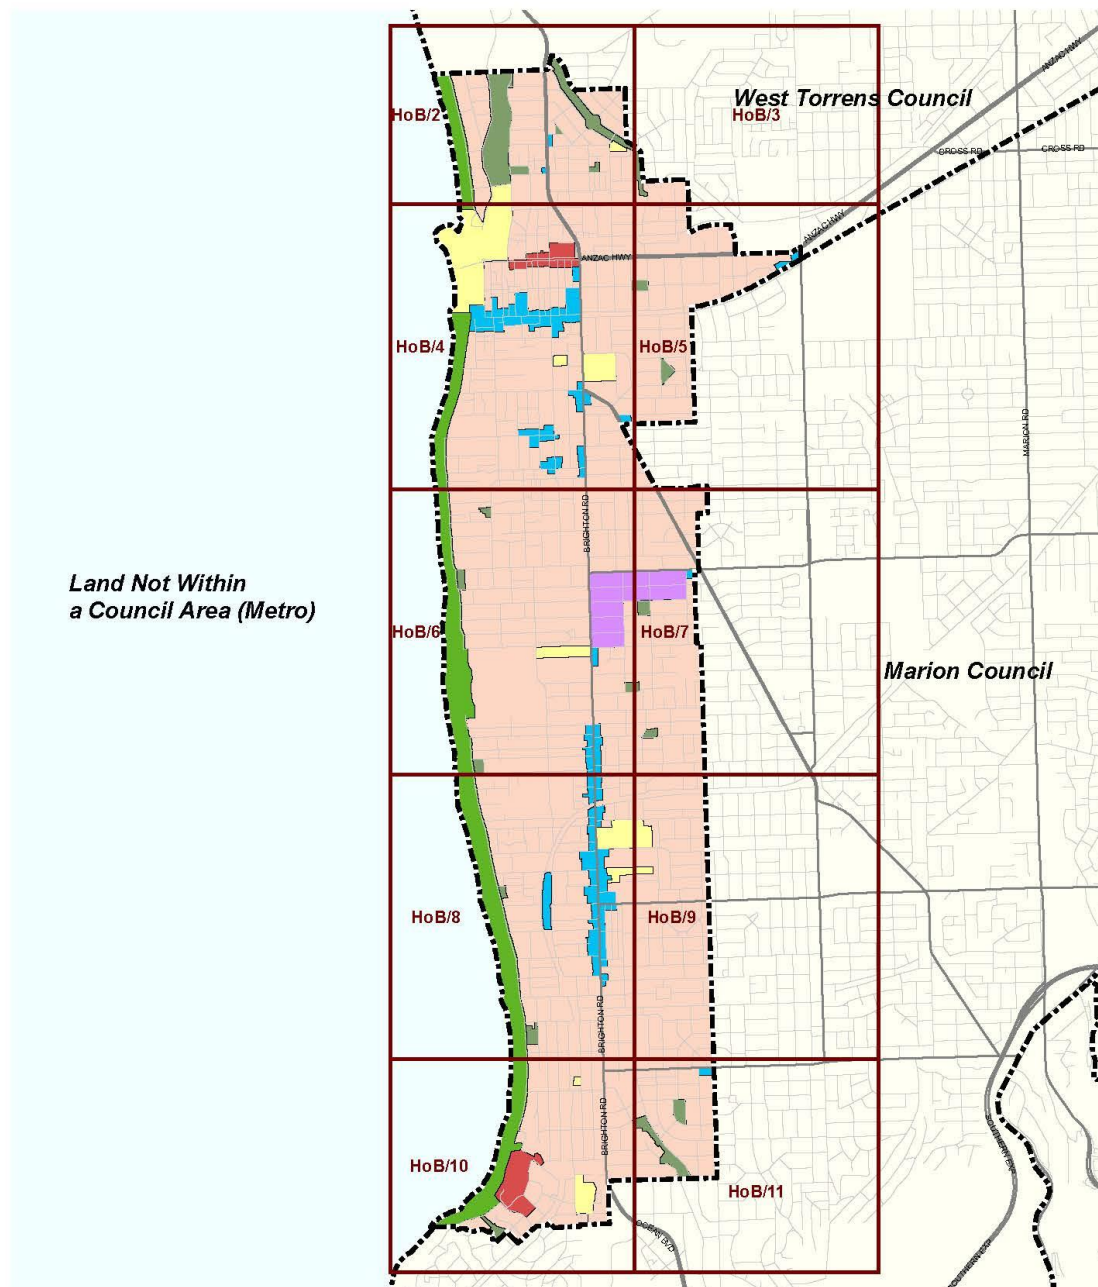 ANZAC HWY
West Torrens Council
HoB/2
HoB/3
CROSS RD
CROSS RD
ANZAC HWY
ANZAC HWY
HoB/4
HoB/5
MARION RD
BRIGHTON RD
Land Not Within
a Council Area (Metro)
HoB/6
HoB/7
Marion Council
HoB/8
HoB/9
BRIGHTON RD
BRIGHTON RD
SOUTHERN EXP
HoB/10
HoB/11
OCEAN BVD
SOUTHERN EXP